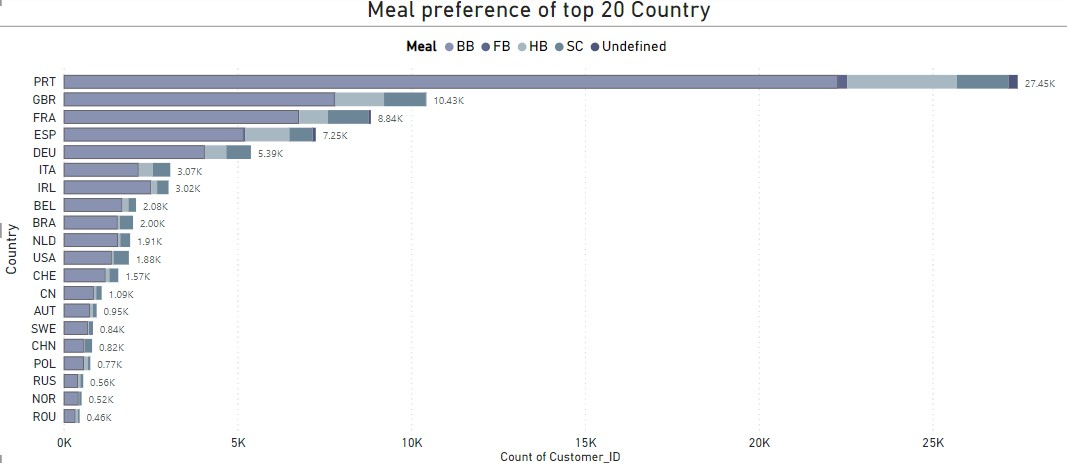 Meal preference of top 20 Country
Meal BB FB HB SC Undefined
PRT 27.45K
GBR 10.43K
FRA 8.84K
ESP 7.25K
DEU 5.39K
ITA 3.07K
IRL 3.02K
BEL 2.08K
BRA 2.00K
NLD 1.91K
USA 1.88K
CHE 1.57K
CN 1.09K
AUT 0.95K
SWE 0.84K
CHN 0.82K
POL 0.77K
RUS 0.56K
NOR 0.52K
ROU 0.46K
Country
0K 5K 10K 15K 20K 25K
Count of Customer_ID